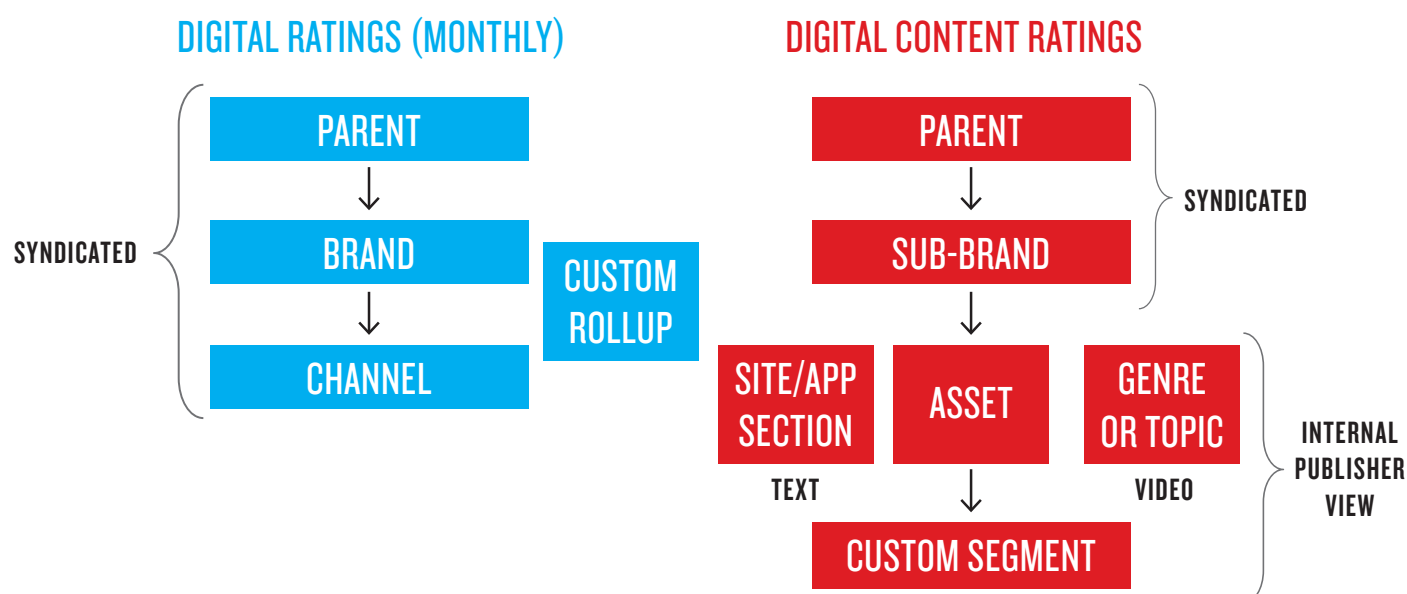 DIGITAL RATINGS (MONTHLY)
SYNDICATED
PARENT
BRAND
CHANNEL
CUSTOM
ROLLUP
DIGITAL CONTENT RATINGS
PARENT
SUB-BRAND
SYNDICATED
SITE/APP
SECTION
TEXT
ASSET
GENRE
OR TOPIC
VIDEO
CUSTOM SEGMENT
INTERNAL
PUBLISHER
VIEW